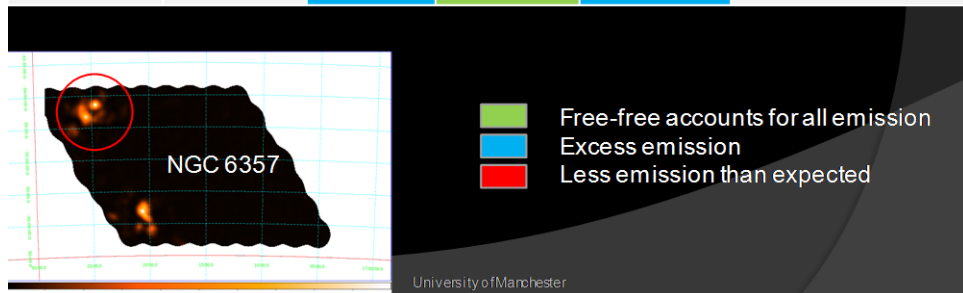 NGC 6357
Free-free accounts for all emission
Excess emission
Less emission than expected
University of Manchester